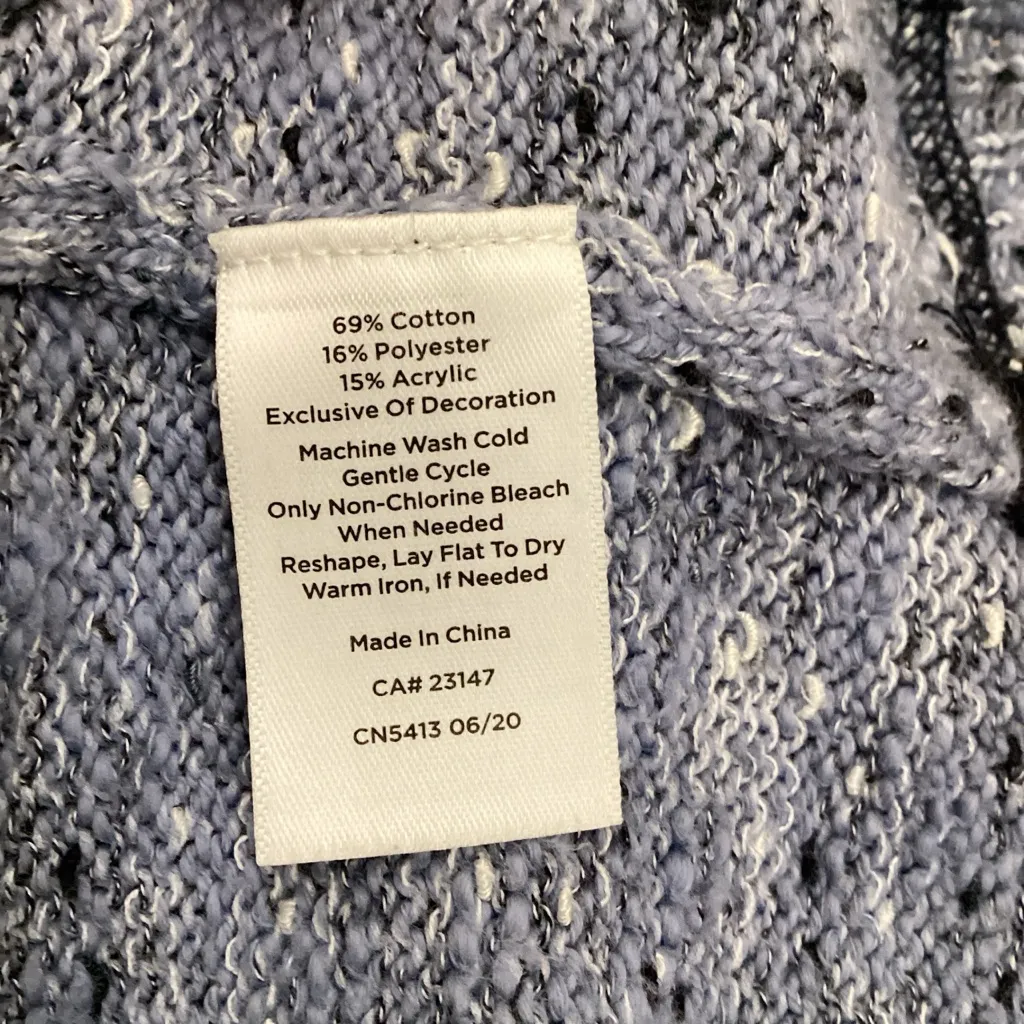 69% Cotton
16% Polyester
15% Acrylic
Exclusive Of Decoration
Machine Wash Cold
Gentle Cycle
Only Non-Chlorine Bleach
When Needed
Reshape, Lay Flat To Dry
Warm Iron, If Needed
Made In China
CA# 23147
CN5413 06/20